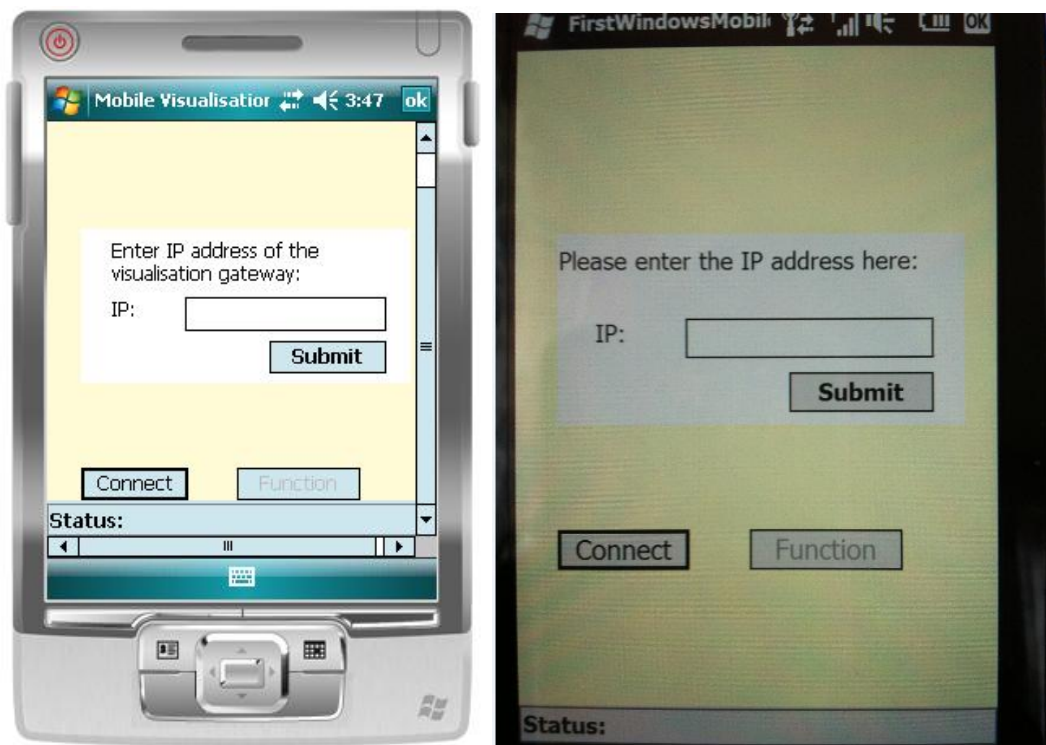 Mobile Visualisatior 3:47 ok
Enter IP address of the
visualisation gateway:
IP:
Submit
Connect Function
Status:
FirstWindowsMobil OK
Please enter the IP address here:
IP:
Submit
Connect Function
Status: